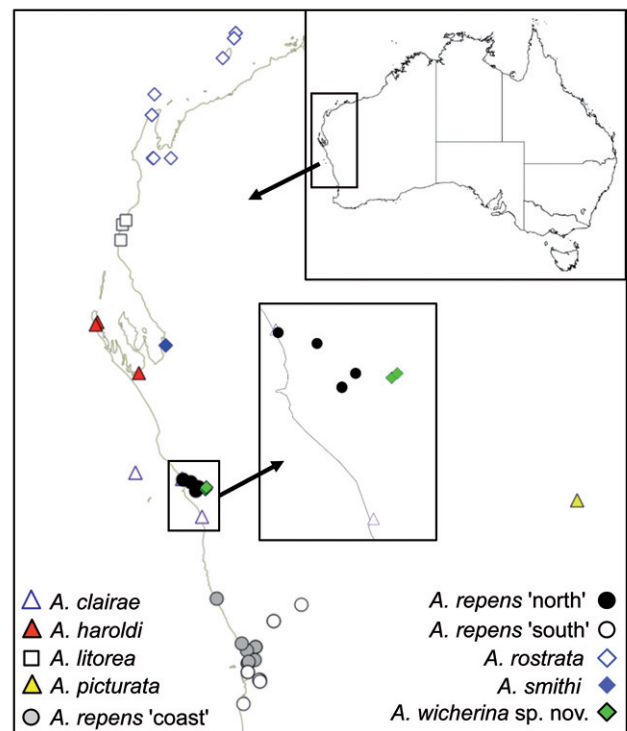 A. clairae
A. haroldi
A. litorea
A. picturata
A. repens 'coast'
A. repens 'north'
A. repens 'south'
A. rostrata
A. smithi
A. wicherina sp. nov.